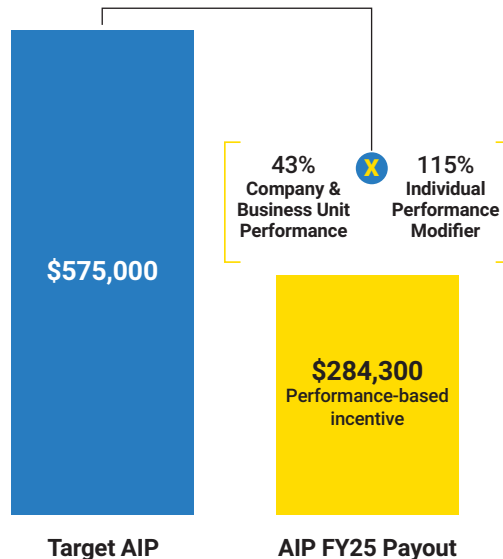 43%
Company &
Business Unit
Performance
X
115%
Individual
Performance
Modifier
$575,000
$284,300
Performance-based
incentive
Target AIP
AIP FY25 Payout